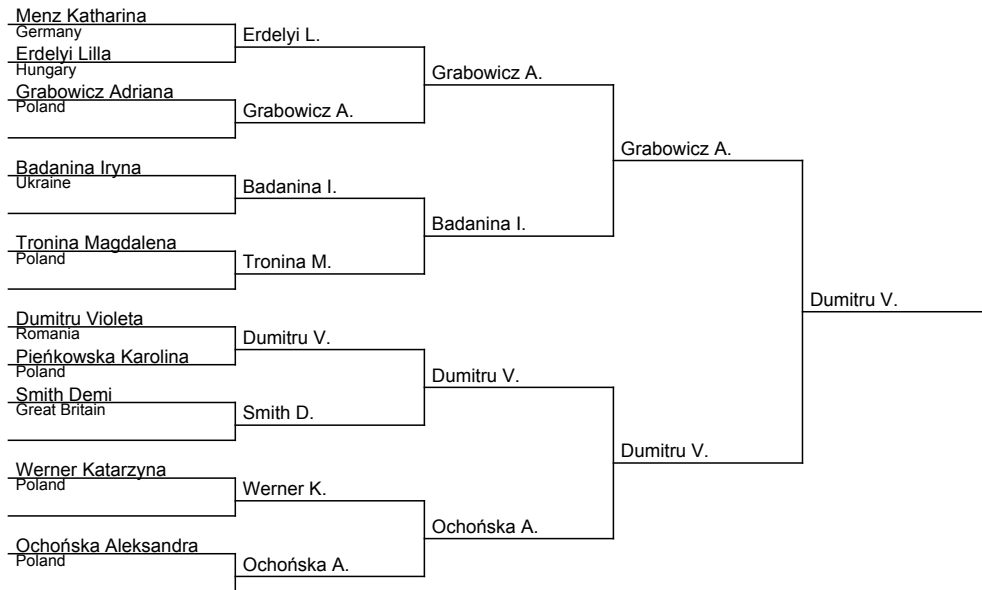 Menz Katharina
Germany
Erdelyi Lilla
Hungary
Grabowicz Adriana
Poland
Badanina Iryna
Ukraine
Tronina Magdalena
Poland
Dumitru Violeta
Romania
Pieńkowska Karolina
Poland
Smith Demi
Great Britain
Werner Katarzyna
Poland
Ochońska Aleksandra
Poland
Erdelyi L.
Grabowicz A.
Badanina I.
Tronina M.
Dumitru V.
Smith D.
Werner K.
Ochońska A.
Grabowicz A.
Badanina I.
Dumitru V.
Ochońska A.
Grabowicz A.
Dumitru V.
Dumitru V.